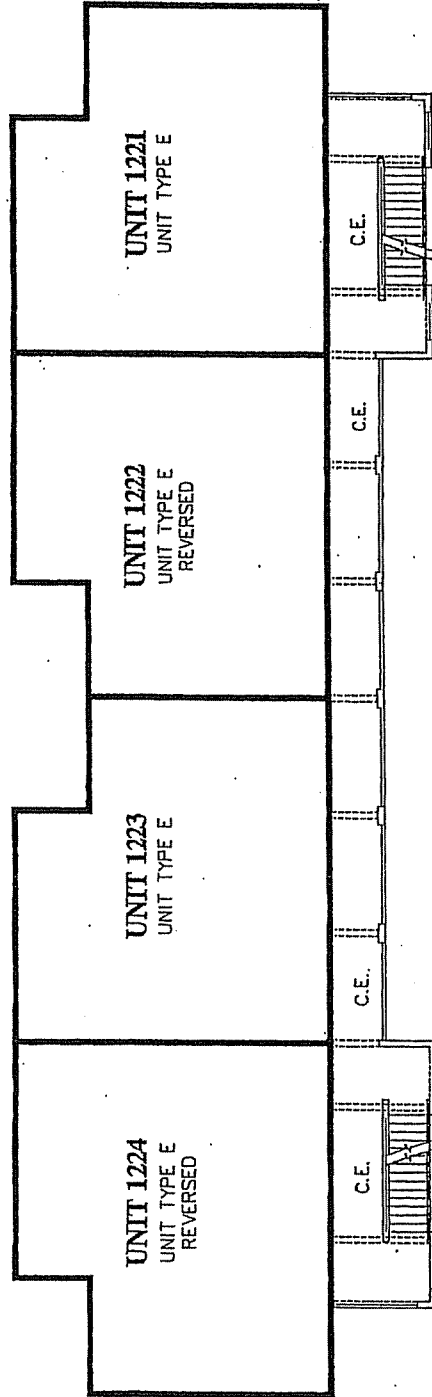 UNIT 1224
UNIT TYPE E
REVERSED
UNIT 1223
UNIT TYPE E
UNIT 1222
UNIT TYPE E
REVERSED
UNIT 1221
UNIT TYPE E
C.E.
C.E.
C.E.
C.E.